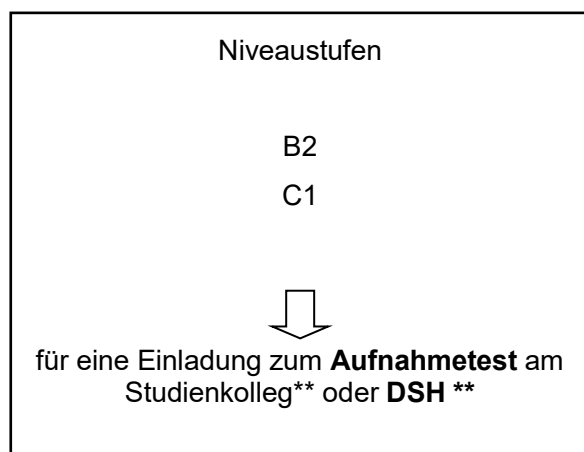 Niveaustufen
B2
C1
für eine Einladung zum Aufnahmetest am
Studienkolleg** oder DSH **